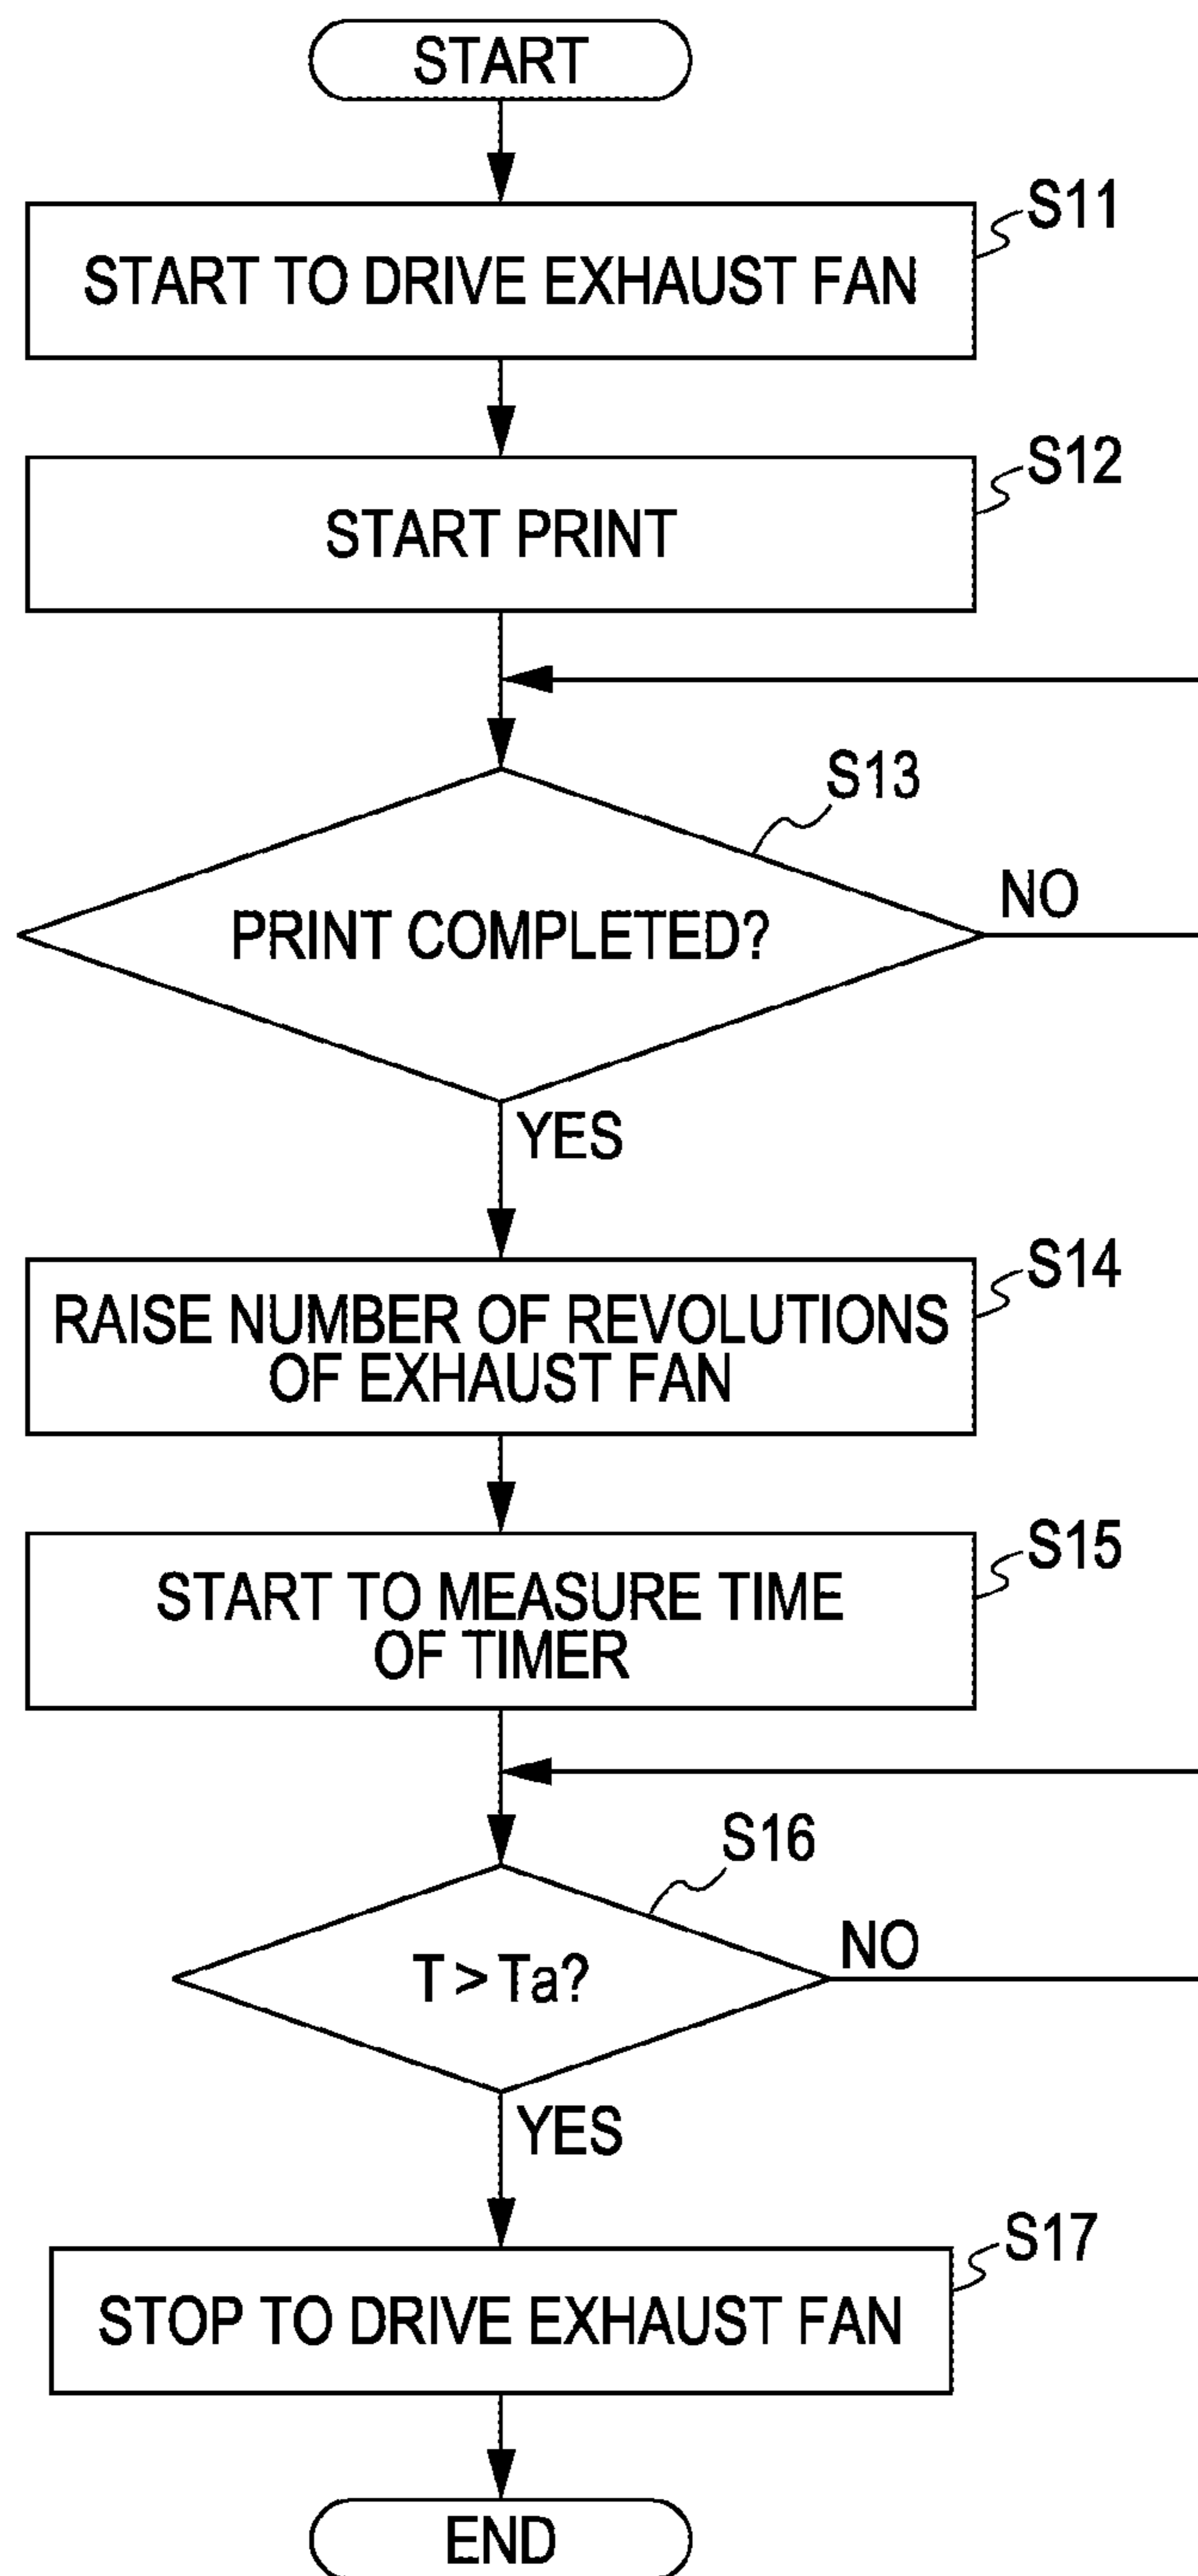 START
S11
START TO DRIVE EXHAUST FAN
S12
START PRINT
S13
NO
PRINT COMPLETED?
YES
S14
RAISE NUMBER OF REVOLUTIONS
OF EXHAUST FAN
S15
START TO MEASURE TIME
OF TIMER
S16
NO
T > Ta?
YES
S17
STOP TO DRIVE EXHAUST FAN
END